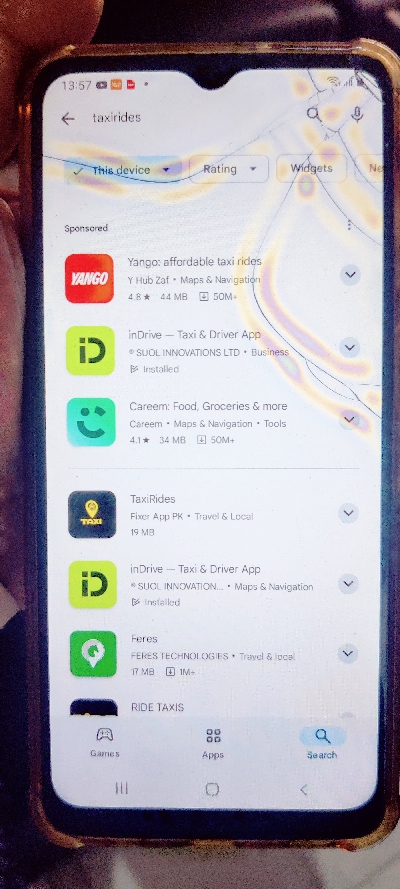 13:57
taxirides
This device
Rating
Widgets
Ne
Sponsored
YANGO
Yango: affordable taxi rides
Y Hub Zaf • Maps & Navigation
4.8★ 44 MB 50M+
iD
inDrive — Taxi & Driver App
® SUOL INNOVATIONS LTD • Business
Installed
Careem: Food, Groceries & more
Careem • Maps & Navigation • Tools
4.1★ 34 MB 50M+
TAXI
TaxiRides
Fixer App PK • Travel & Local
19 MB
iD
inDrive — Taxi & Driver App
® SUOL INNOVATION... • Maps & Navigation
Installed
Feres
FERES TECHNOLOGIES • Travel & local
17 MB 1M+
RIDE TAXIS
Games
Apps
Search